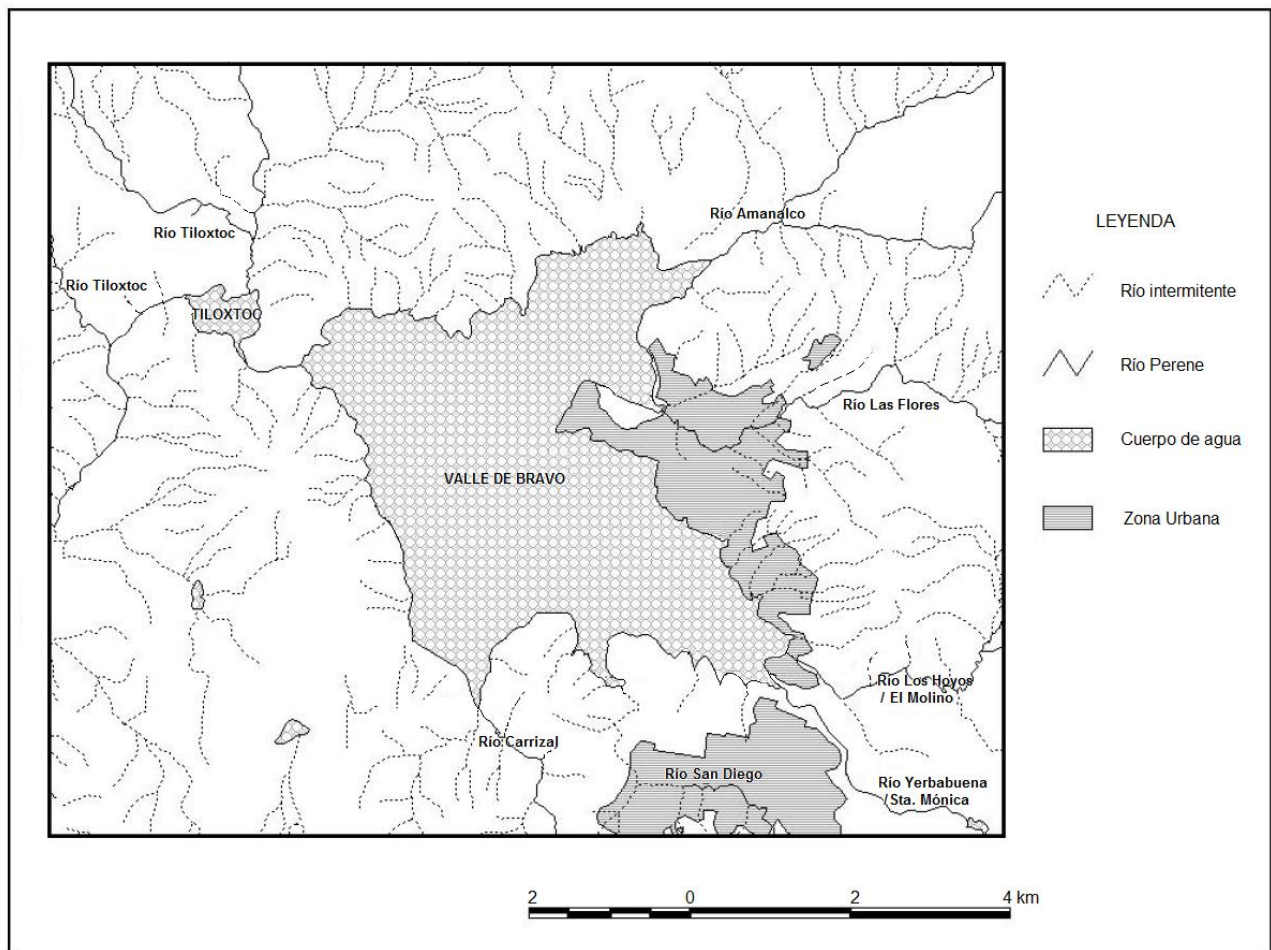 Río Amanalco
Río Tiloxtoc
Río Tiloxtoc
TILOXTOC
Río Las Flores
VALLE DE BRAVO
Río Los Hoyos
/ El Molino
Río Carrizal
Río San Diego
Río Yerbabuena
/Sta. Mónica
LEYENDA
Río intermitente
Río Perene
Cuerpo de agua
Zona Urbana
2 0 2 4 km